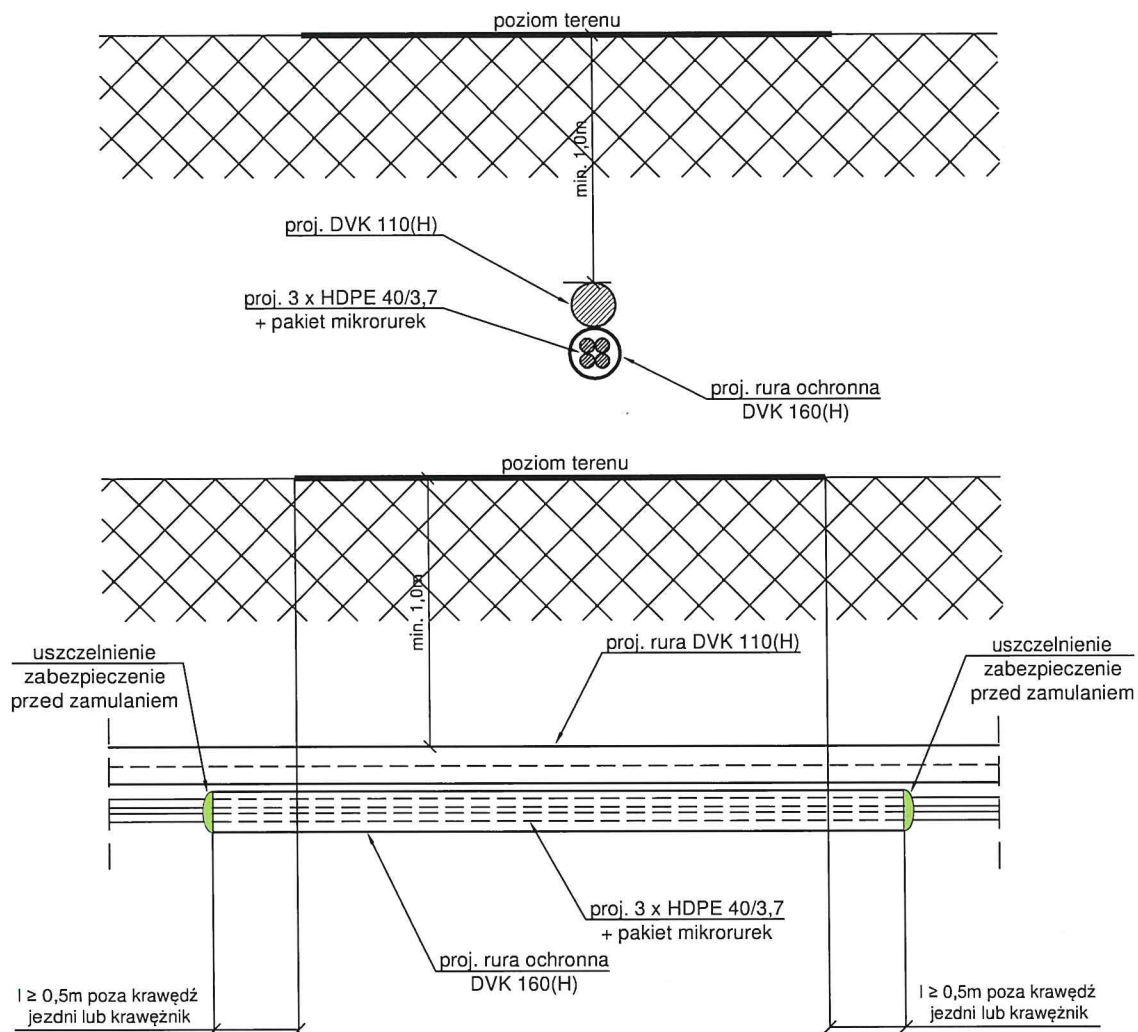 poziom terenu
min. 1,0m
proj. DVK 110(H)
proj. 3 x HDPE 40/3,7
+ pakiet mikrorurek
proj. rura ochronna
DVK 160(H)
poziom terenu
min. 1,0m
proj. rura DVK 110(H)
uszczelnienie
zabezpieczenie
przed zamulaniem
uszczelnienie
zabezpieczenie
przed zamulaniem
proj. 3 x HDPE 40/3,7
+ pakiet mikrorurek
proj. rura ochronna
DVK 160(H)
l ≥ 0,5m poza krawędź
jezdni lub krawężnik
l ≥ 0,5m poza krawędź
jezdni lub krawężnik